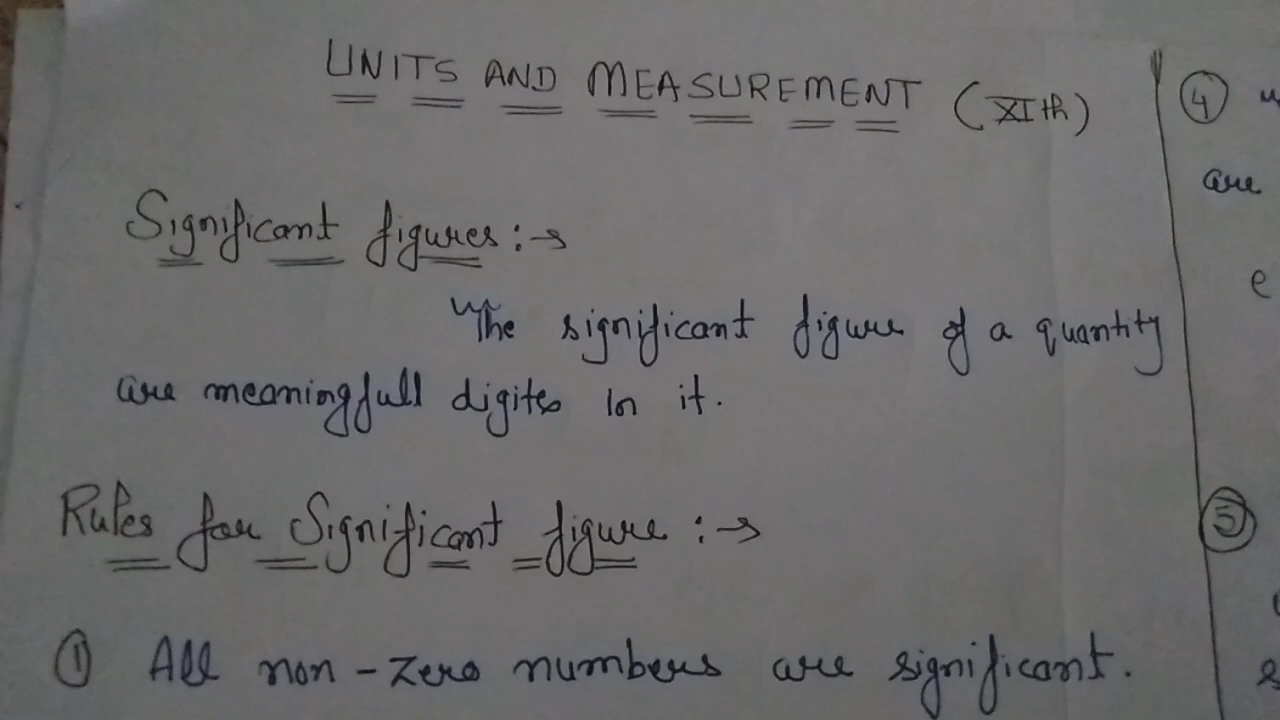 UNITS AND MEASUREMENT (XIth)
Significant figures :→
The significant figure of a quantity
are meaningfull digites in it.
Rules for Significant figure :→
① All non-zero numbers are significant.
④
are
e
⑤